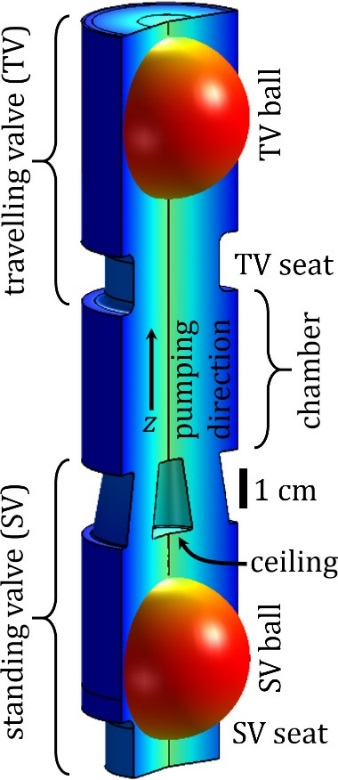 travelling valve (TV)
TV ball
TV seat
z
pumping
direction
chamber
1 cm
ceiling
standing valve (SV)
SV ball
SV seat